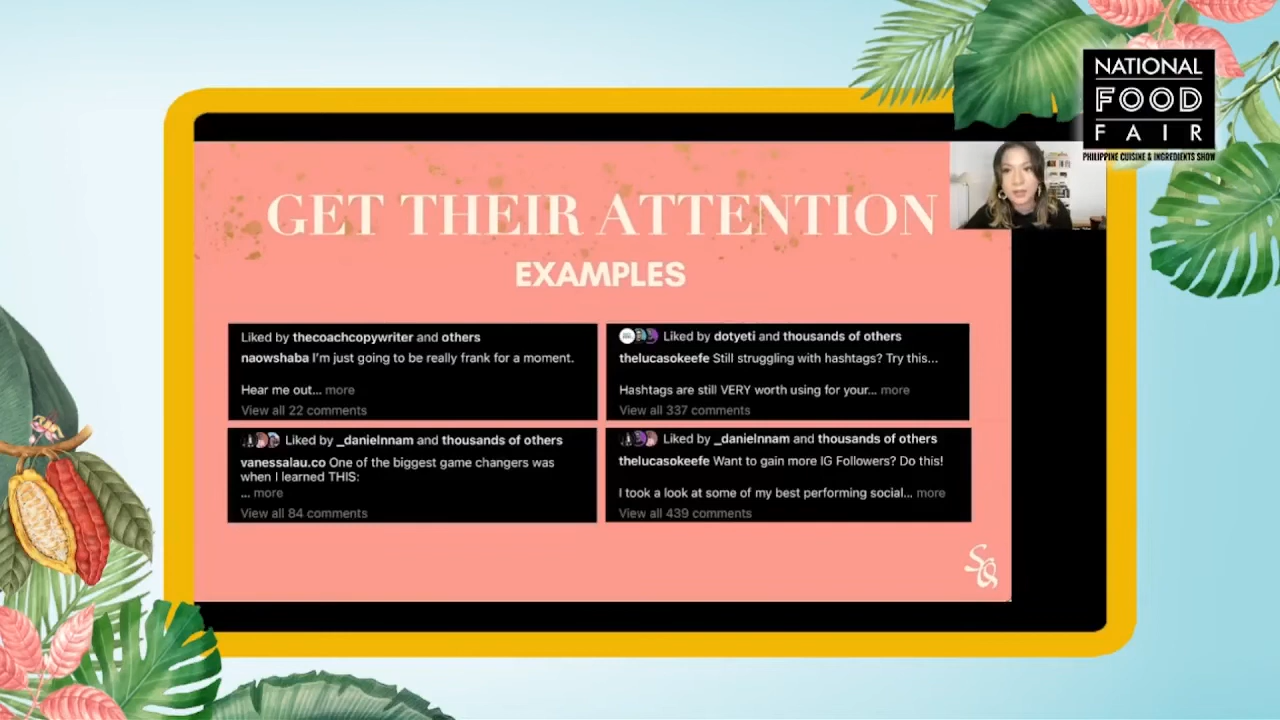 NATIONAL
FOOD
FAIR
PHILIPPINE CUISINE & INGREDIENTS SHOW
GET THEIR ATTENTION
EXAMPLES
Liked by thecoachcopywriter and others
naowshaba I'm just going to be really frank for a moment.
Hear me out... more
View all 22 comments
Liked by dotyeti and thousands of others
thelucasokeefe Still struggling with hashtags? Try this...
Hashtags are still VERY worth using for your... more
View all 337 comments
Liked by _danielnnam and thousands of others
vanessalau.co One of the biggest game changers was
when I learned THIS:
... more
View all 84 comments
Liked by _danielnnam and thousands of others
thelucasokeefe Want to gain more IG Followers? Do this!
I took a look at some of my best performing social... more
View all 439 comments
SQ